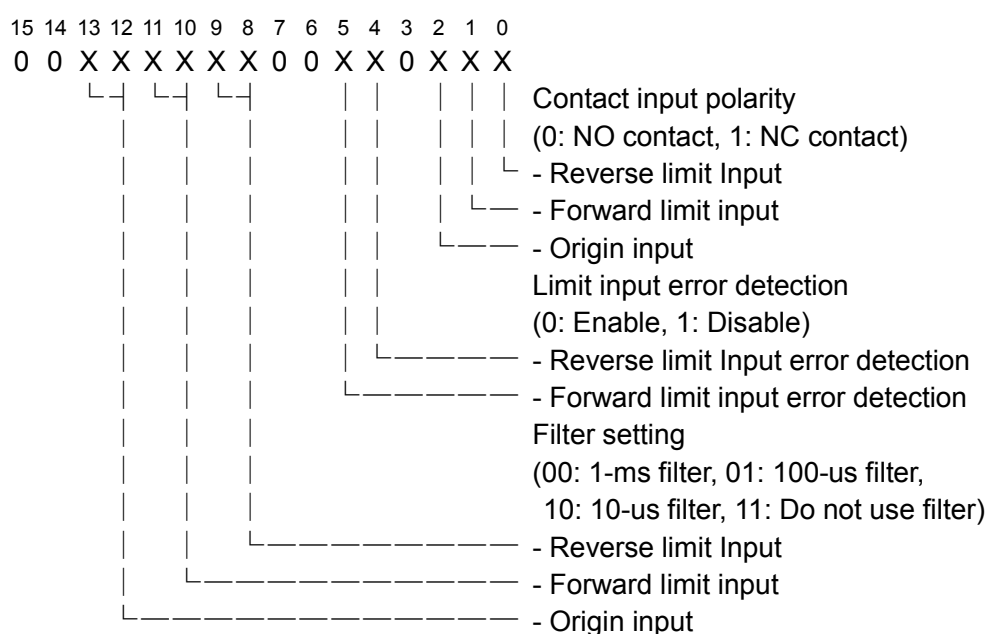 15 14 13 12 11 10 9 8 7 6 5 4 3 2 1 0
0 0 X X X X X X 0 0 X X 0 X X X
Contact input polarity
(0: NO contact, 1: NC contact)
- Reverse limit Input
- Forward limit input
- Origin input
Limit input error detection
(0: Enable, 1: Disable)
- Reverse limit Input error detection
- Forward limit input error detection
Filter setting
(00: 1-ms filter, 01: 100-us filter,
10: 10-us filter, 11: Do not use filter)
- Reverse limit Input
- Forward limit input
- Origin input